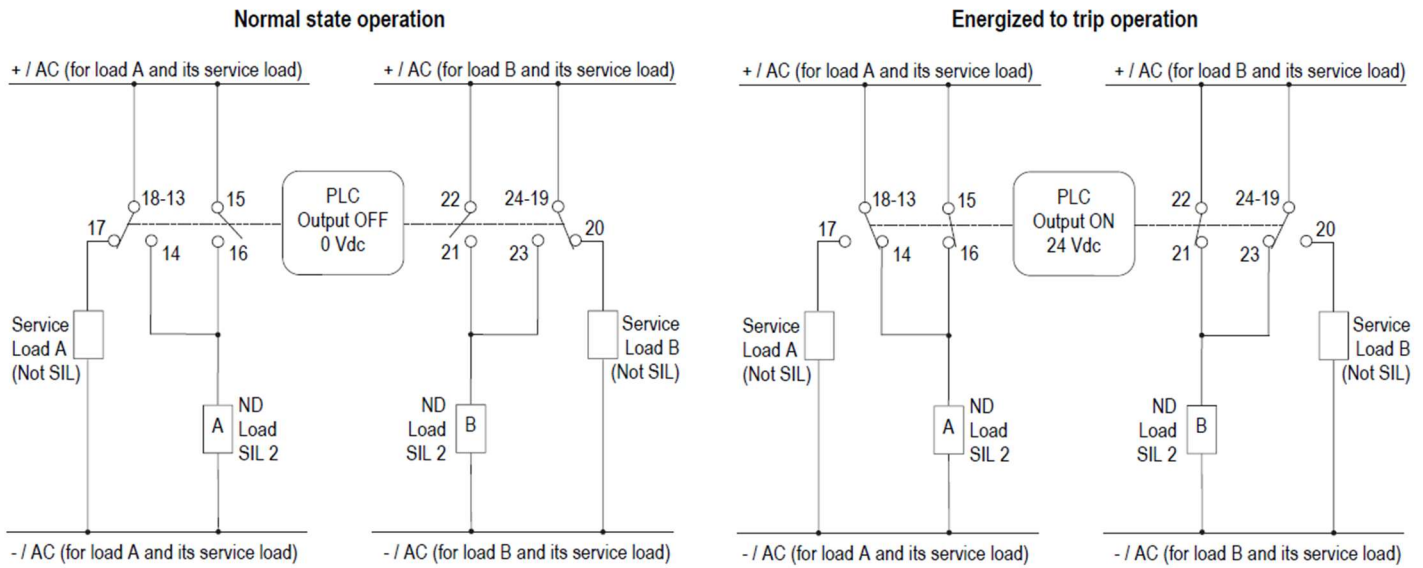 Normal state operation
Energized to trip operation
+ / AC (for load A and its service load)
+ / AC (for load B and its service load)
+ / AC (for load A and its service load)
+ / AC (for load B and its service load)
18-13
15
PLC
Output OFF
0 Vdc
22
24-19
17
14
16
21
23
20
Service
Load A
(Not SIL)
A
ND
Load
SIL 2
ND
Load
SIL 2
B
Service
Load B
(Not SIL)
18-13
15
PLC
Output ON
24 Vdc
22
24-19
17
14
16
21
23
20
Service
Load A
(Not SIL)
A
ND
Load
SIL 2
ND
Load
SIL 2
B
Service
Load B
(Not SIL)
- / AC (for load A and its service load)
- / AC (for load B and its service load)
- / AC (for load A and its service load)
- / AC (for load B and its service load)